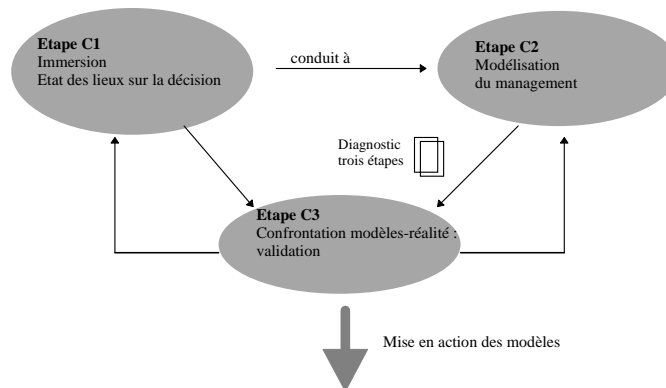 Etape C1
Immersion
Etat des lieux sur la décision
conduit à
Etape C2
Modélisation
du management
Diagnostic
trois étapes
Etape C3
Confrontation modèles-réalité :
validation
Mise en action des modèles